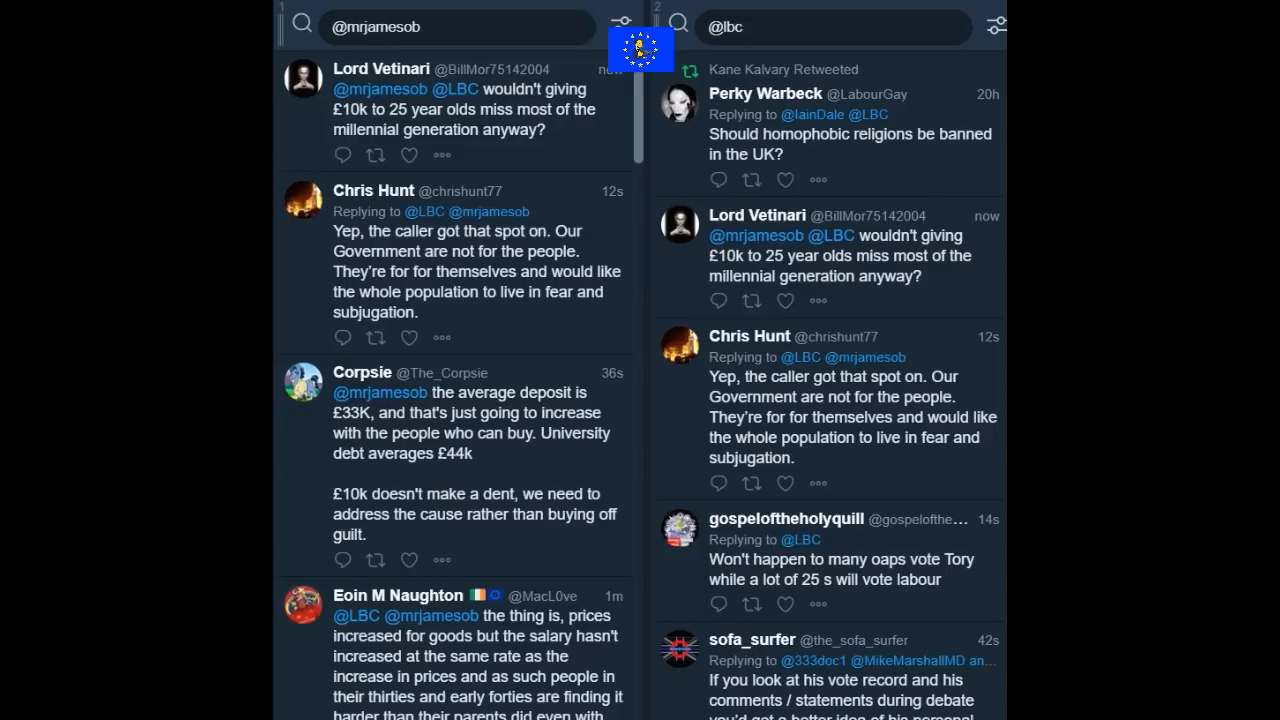 1
@mrjamesob
Lord Vetinari @BillMor75142004 now
@mrjamesob @LBC wouldn't giving
£10k to 25 year olds miss most of the
millennial generation anyway?
Chris Hunt @chrishunt77 12s
Replying to @LBC @mrjamesob
Yep, the caller got that spot on. Our
Government are not for the people.
They're for for themselves and would like
the whole population to live in fear and
subjugation.
Corpsie @The_Corpsie 36s
@mrjamesob the average deposit is
£33K, and that's just going to increase
with the people who can buy. University
debt averages £44k
£10k doesn't make a dent, we need to
address the cause rather than buying off
guilt.
Eoin M Naughton @MacL0ve 1m
@LBC @mrjamesob the thing is, prices
increased for goods but the salary hasn't
increased at the same rate as the
increase in prices and as such people in
their thirties and early forties are finding it
harder than their parents did even with
2
@lbc
Kane Kalvary Retweeted
Perky Warbeck @LabourGay 20h
Replying to @IainDale @LBC
Should homophobic religions be banned
in the UK?
Lord Vetinari @BillMor75142004 now
@mrjamesob @LBC wouldn't giving
£10k to 25 year olds miss most of the
millennial generation anyway?
Chris Hunt @chrishunt77 12s
Replying to @LBC @mrjamesob
Yep, the caller got that spot on. Our
Government are not for the people.
They're for for themselves and would like
the whole population to live in fear and
subjugation.
gospeloftheholyquill @gospelofthe... 14s
Replying to @LBC
Won't happen to many oaps vote Tory
while a lot of 25 s will vote labour
sofa_surfer @the_sofa_surfer 42s
Replying to @333doc1 @MikeMarshallMD an...
If you look at his vote record and his
comments / statements during debate
you'd get a better idea of his personal